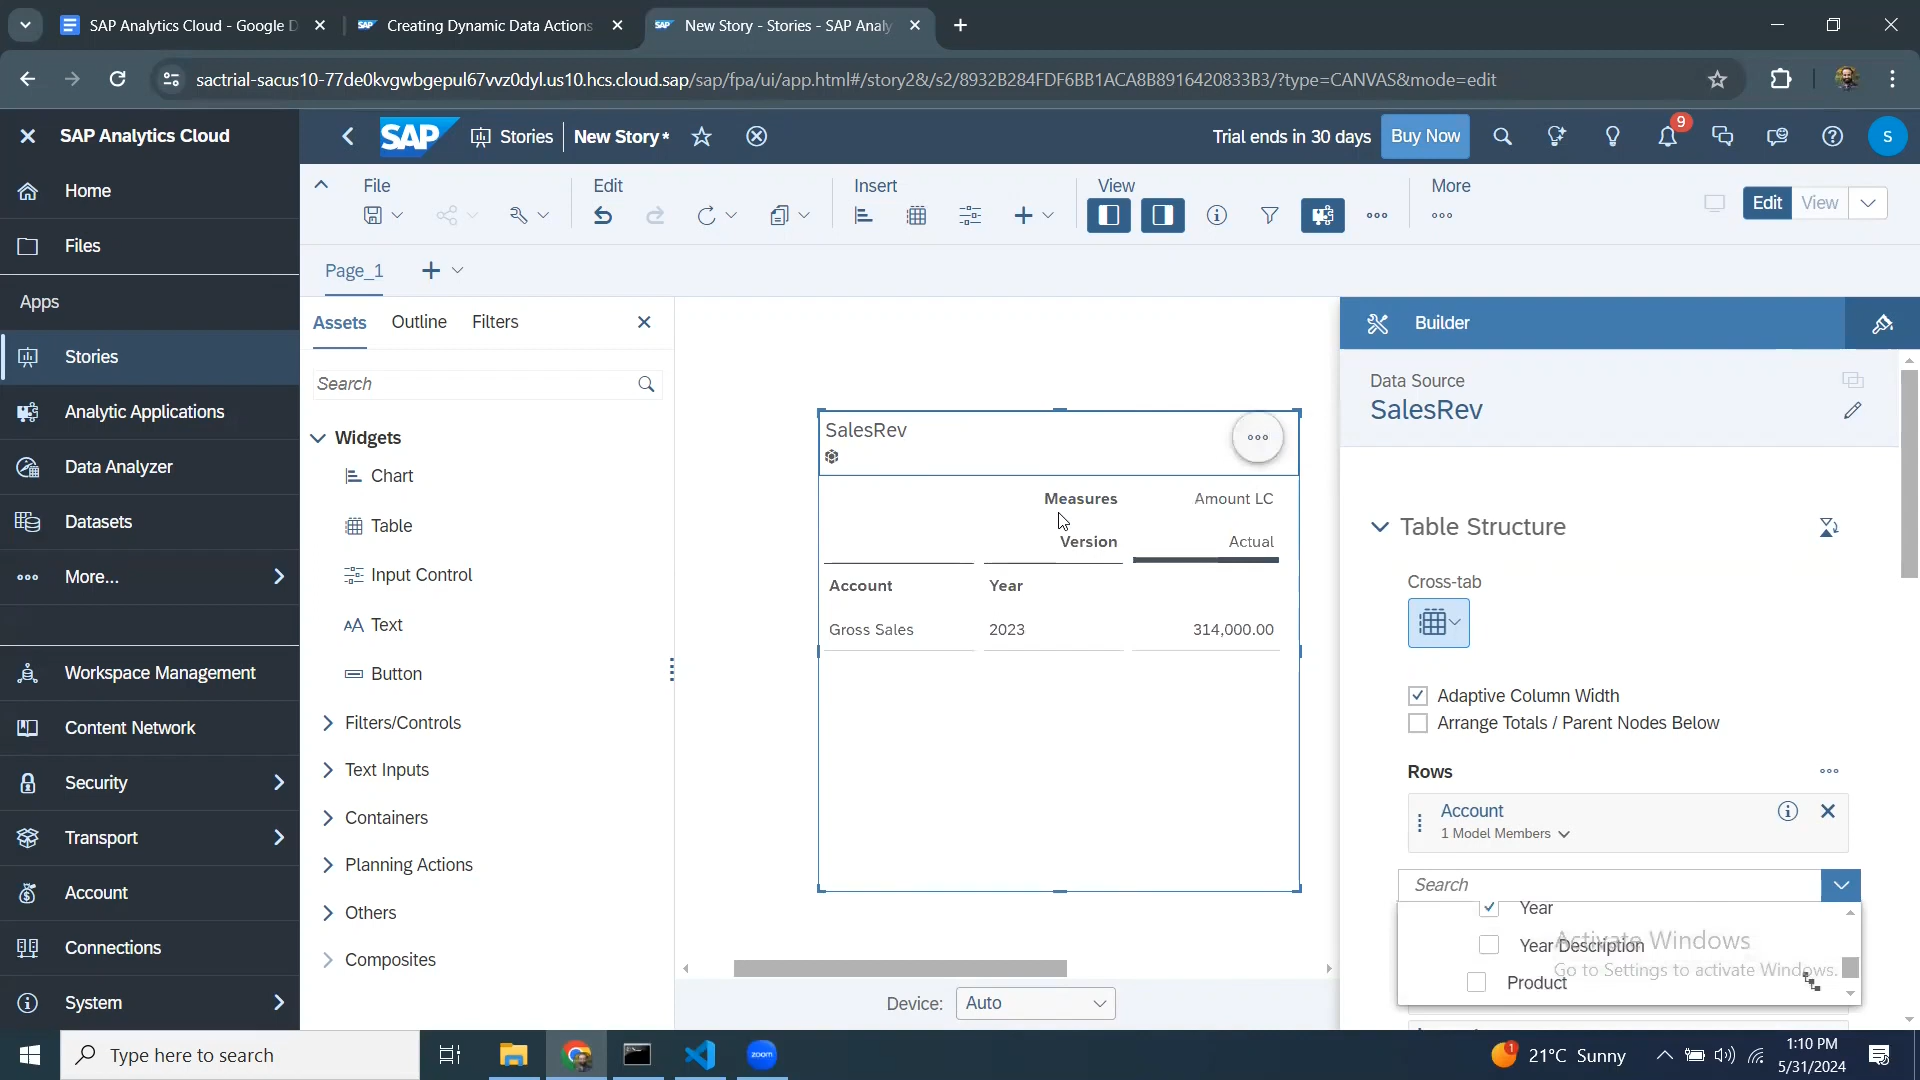 SAP Analytics Cloud - Google D
Creating Dynamic Data Actions
New Story - Stories - SAP Analy
sactrial-sacus10-77de0kvgwbgepul67vvz0dyl.us10.hcs.cloud.sap/sap/fpa/ui/app.html#/story2&/s2/8932B284FDF6BB1ACA8B8916420833B3/?type=CANVAS&mode=edit
SAP Analytics Cloud
SAP
Stories
New Story*
Trial ends in 30 days
Buy Now
9
S
Home
Files
Apps
Stories
Analytic Applications
Data Analyzer
Datasets
More...
Workspace Management
Content Network
Security
Transport
Account
Connections
System
File
Edit
Insert
View
More
Edit
View
Page_1
Assets
Outline
Filters
Search
Widgets
Chart
Table
Input Control
Text
Button
Filters/Controls
Text Inputs
Containers
Planning Actions
Others
Composites
SalesRev
Measures
Amount LC
Version
Actual
Account
Year
Gross Sales
2023
314,000.00
Device:
Auto
Builder
Data Source
SalesRev
Table Structure
Cross-tab
Adaptive Column Width
Arrange Totals / Parent Nodes Below
Rows
Account
1 Model Members
Search
Year
Year Description
Product
Activate Windows
Go to Settings to activate Windows.
Type here to search
zoom
1
21°C Sunny
1:10 PM
5/31/2024